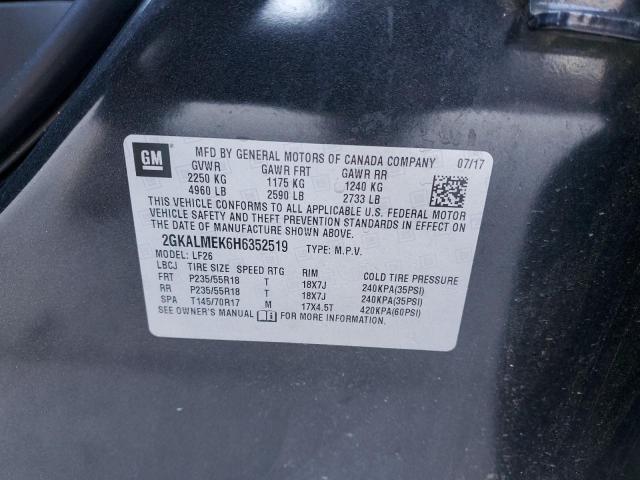 GM
MFD BY GENERAL MOTORS OF CANADA COMPANY 07/17
GVWR GAWR FRT GAWR RR
2250 KG 1175 KG 1240 KG
4960 LB 2590 LB 2733 LB
THIS VEHICLE CONFORMS TO ALL APPLICABLE U.S. FEDERAL MOTOR
VEHICLE SAFETY AND THEFT PREVENTION STANDARDS IN EFFECT ON
THE DATE OF MANUFACTURE SHOWN ABOVE.
2GKALMEK6H6352519 TYPE: M.P.V.
MODEL: LF26
LBCJ TIRE SIZE SPEED RTG RIM COLD TIRE PRESSURE
FRT P235/55R18 T 18X7J 240KPA(35PSI)
RR P235/55R18 T 18X7J 240KPA(35PSI)
SPA T145/70R17 M 17X4.5T 420KPA(60PSI)
SEE OWNER'S MANUAL FOR MORE INFORMATION.